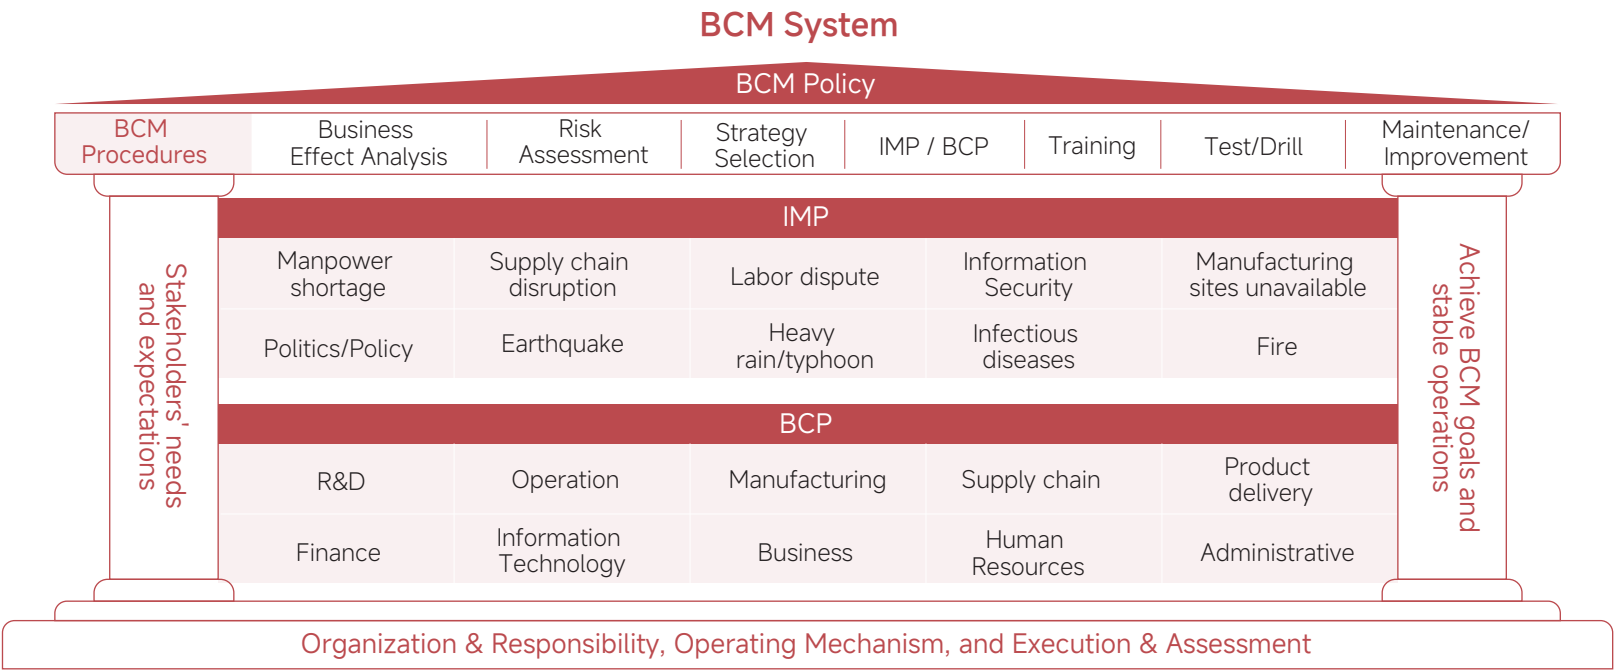 BCM System
BCM Policy
BCM
Procedures
Business
Effect Analysis
Risk
Assessment
Strategy
Selection
IMP / BCP
Training
Test/Drill
Maintenance/
Improvement
Stakeholders' needs
and expectations
IMP
Manpower
shortage
Supply chain
disruption
Labor dispute
Information
Security
Manufacturing
sites unavailable
Politics/Policy
Earthquake
Heavy
rain/typhoon
Infectious
diseases
Fire
BCP
R&D
Operation
Manufacturing
Supply chain
Product
delivery
Finance
Information
Technology
Business
Human
Resources
Administrative
Achieve BCM goals and
stable operations
Organization & Responsibility, Operating Mechanism, and Execution & Assessment